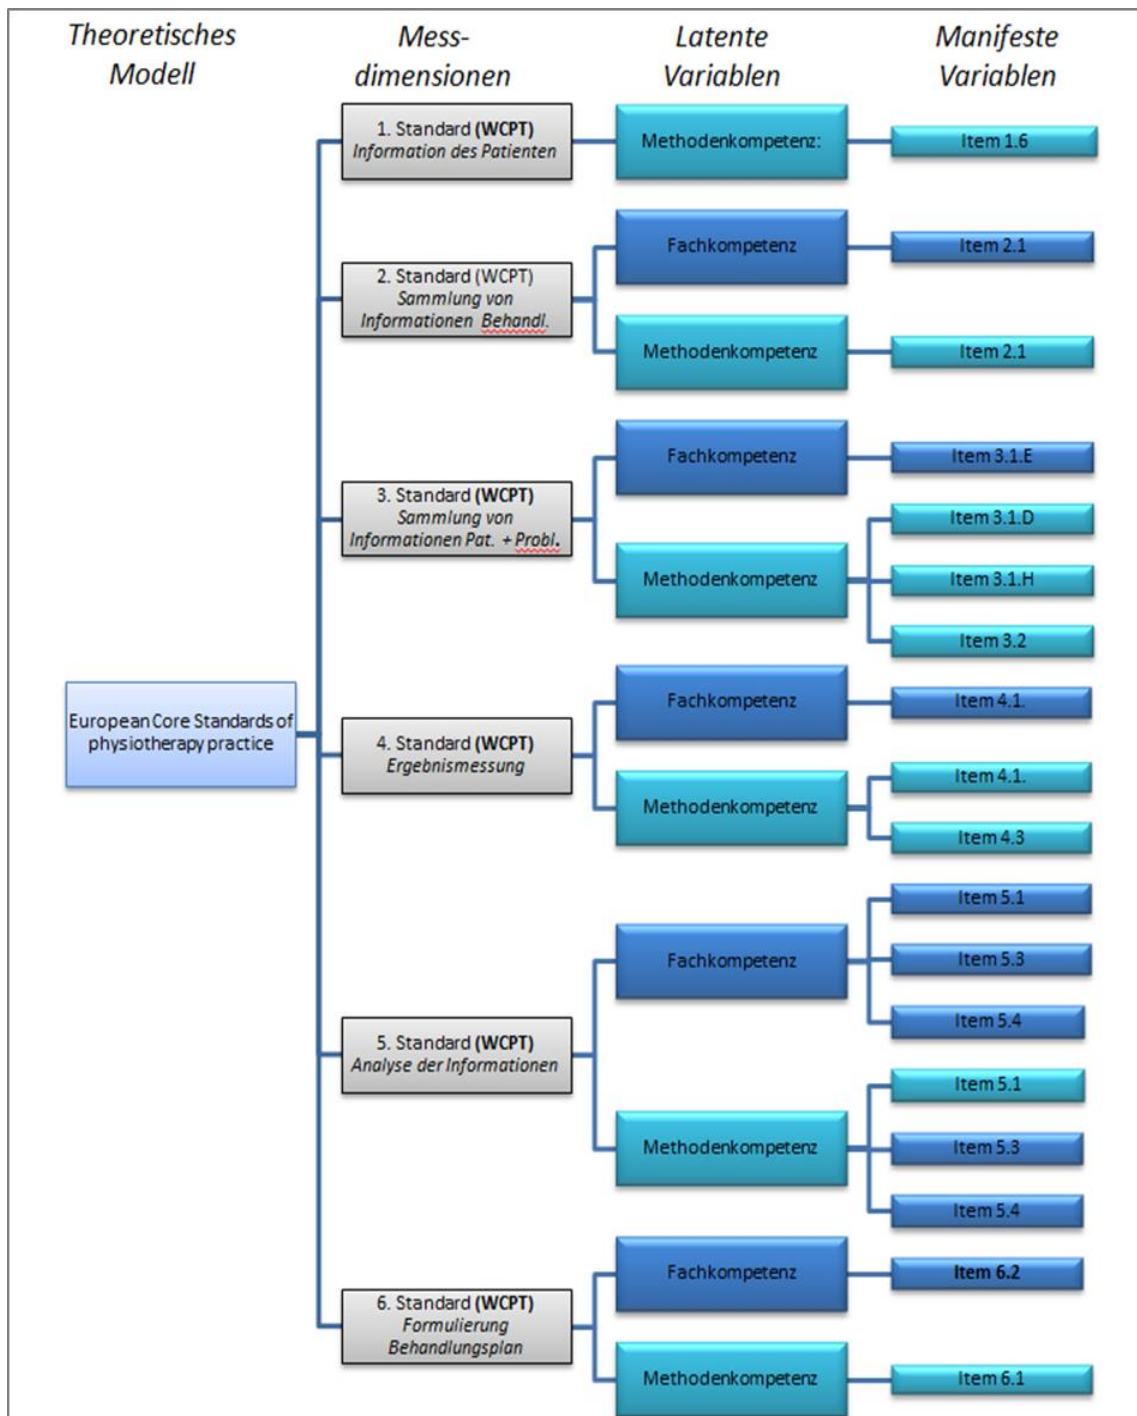 Theoretisches
Modell
Mess-
dimensionen
Latente
Variablen
Manifeste
Variablen
European Core Standards of
physiotherapy practice
1. Standard (WCPT)
Information des Patienten
Methodenkompetenz:
Item 1.6
2. Standard (WCPT)
Sammlung von
Informationen Behandl.
Fachkompetenz
Item 2.1
Methodenkompetenz
Item 2.1
3. Standard (WCPT)
Sammlung von
Informationen Pat. + Probl.
Fachkompetenz
Item 3.1.E
Methodenkompetenz
Item 3.1.D
Item 3.1.H
Item 3.2
4. Standard (WCPT)
Ergebnismessung
Fachkompetenz
Item 4.1.
Methodenkompetenz
Item 4.1.
Item 4.3
5. Standard (WCPT)
Analyse der Informationen
Fachkompetenz
Item 5.1
Item 5.3
Item 5.4
Methodenkompetenz
Item 5.1
Item 5.3
Item 5.4
6. Standard (WCPT)
Formulierung
Behandlungsplan
Fachkompetenz
Item 6.2
Methodenkompetenz
Item 6.1